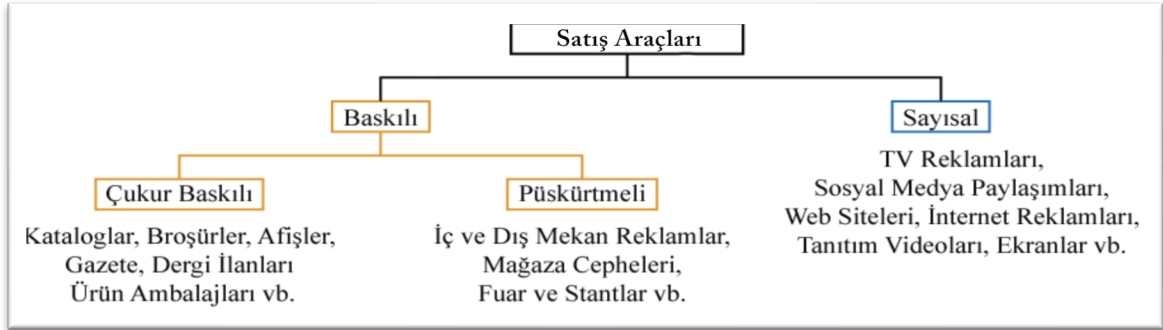 Satış Araçları
Baskılı
Sayısal
Çukur Baskılı
Kataloglar, Broşürler, Afişler,
Gazete, Dergi İlanları
Ürün Ambalajları vb.
Püskürtmeli
İç ve Dış Mekan Reklamlar,
Mağaza Cepheleri,
Fuar ve Stantlar vb.
TV Reklamları,
Sosyal Medya Paylaşımları,
Web Siteleri, İnternet Reklamları,
Tanıtım Videoları, Ekranlar vb.